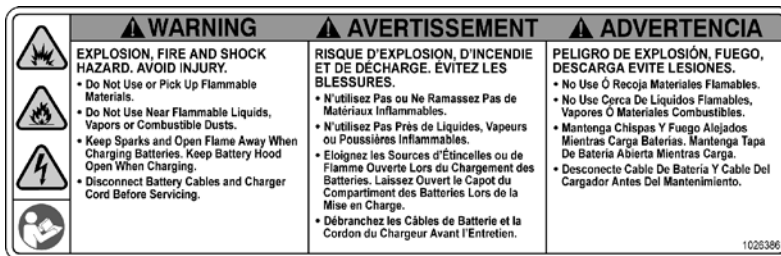 WARNING
EXPLOSION, FIRE AND SHOCK
HAZARD. AVOID INJURY.
• Do Not Use or Pick Up Flammable
Materials.
• Do Not Use Near Flammable Liquids,
Vapors or Combustible Dusts.
• Keep Sparks and Open Flame Away When
Charging Batteries. Keep Battery Hood
Open When Charging.
• Disconnect Battery Cables and Charger
Cord Before Servicing.
AVERTISSEMENT
RISQUE D'EXPLOSION, D'INCENDIE
ET DE DÉCHARGE. ÉVITEZ LES
BLESSURES.
• N'utilisez Pas ou Ne Ramassez Pas de
Matériaux Inflammables.
• N'utilisez Pas Près de Liquides, Vapeurs
ou Poussières Inflammables.
• Eloignez les Sources d'Étincelles ou de
Flamme Ouverte Lors du Chargement des
Batteries. Laissez Ouvert le Capot du
Compartiment des Batteries Lors de la
Mise en Charge.
• Débranchez les Câbles de Batterie et la
Cordon du Chargeur Avant l'Entretien.
ADVERTENCIA
PELIGRO DE EXPLOSIÓN, FUEGO,
DESCARGA EVITE LESIONES.
• No Use Ó Recoja Materiales Flamables.
• No Use Cerca De Liquidos Flamables,
Vapores Ó Materiales Combustibles.
• Mantenga Chispas Y Fuego Alejados
Mientras Carga Baterias. Mantenga Tapa
De Bateria Abierta Mientras Carga.
• Desconecte Cable De Bateria Y Cable Del
Cargador Antes Del Mantenimiento.
1026386